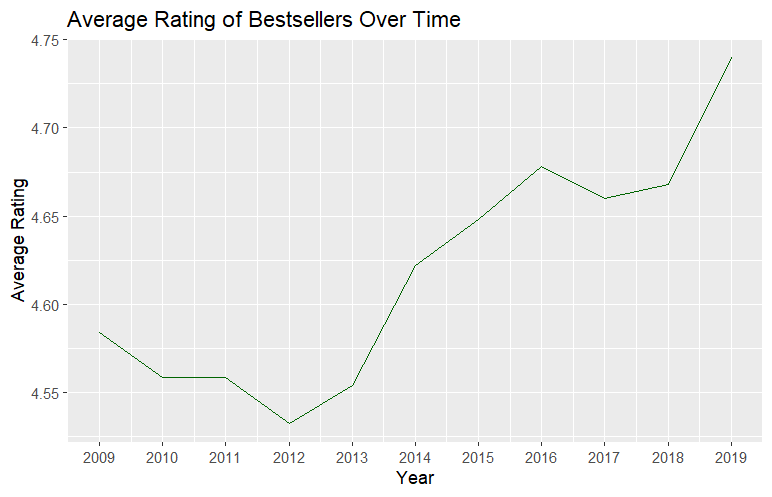 Average Rating of Bestsellers Over Time
4.75
4.70
4.65
4.60
4.55
Average Rating
2009 2010 2011 2012 2013 2014 2015 2016 2017 2018 2019
Year